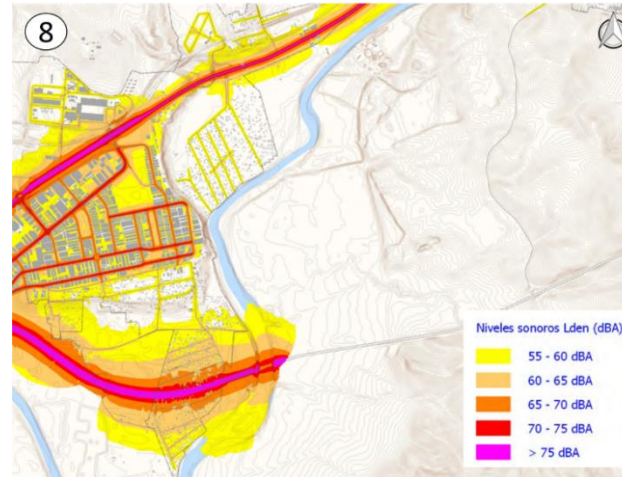 8
Niveles sonoros Lden (dBA)
55 - 60 dBA
60 - 65 dBA
65 - 70 dBA
70 - 75 dBA
> 75 dBA